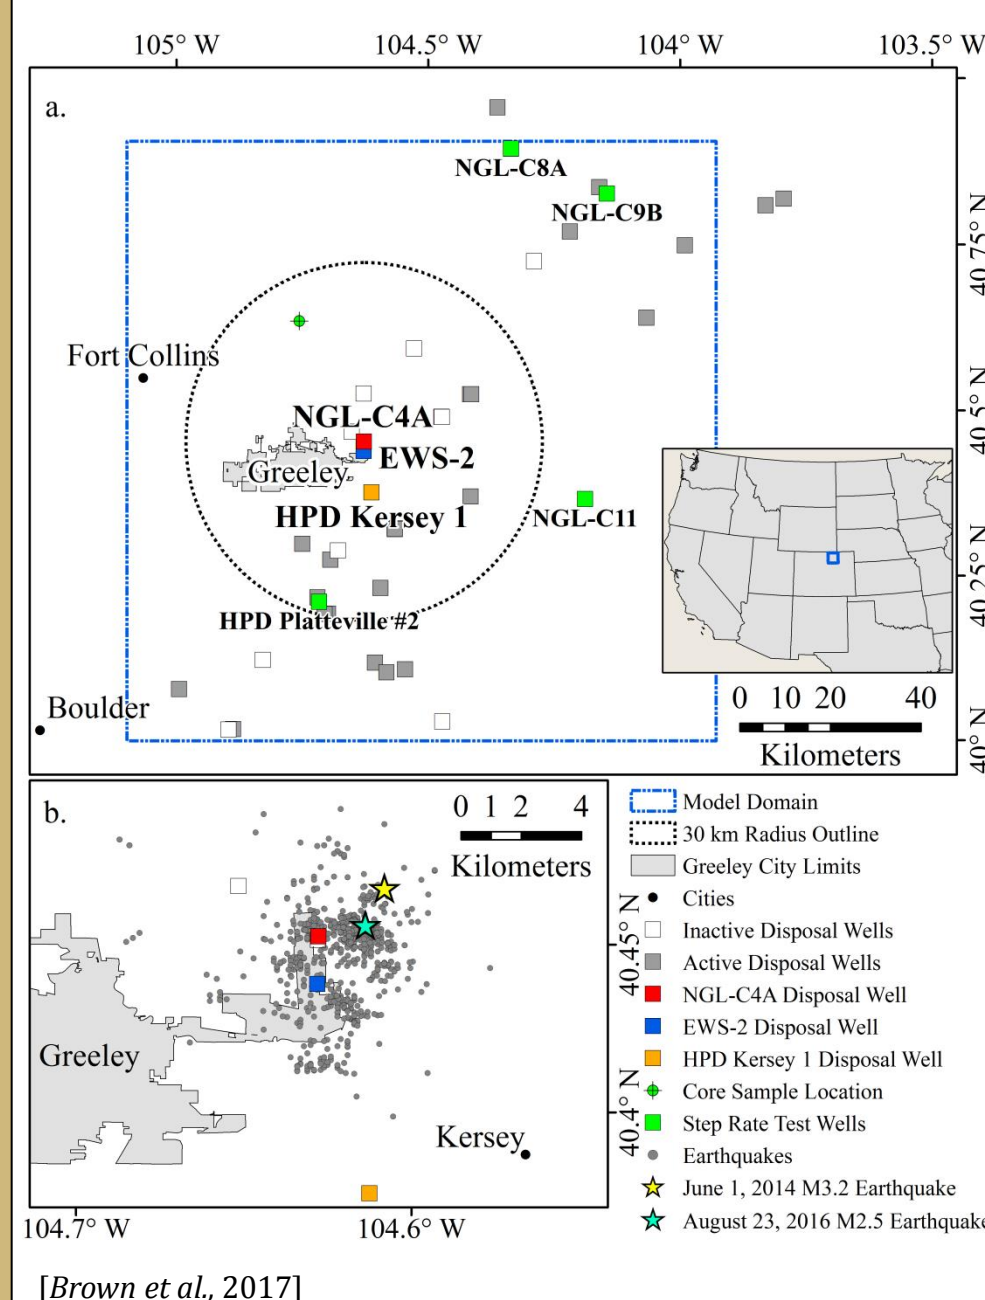 105° W 104.5° W 104° W 103.5° W
a.
NGL-C8A
NGL-C9B
40.75° N
Fort Collins
NGL-C4A
40.5° N
EWS-2
Greeley
HPD Kersey 1
NGL-C11
40.25° N
HPD Platteville #2
Boulder
0 10 20 40
Kilometers
40° N
b.
0 1 2 4
Kilometers
40.45° N
Greeley
40.4° N
Kersey
104.7° W 104.6° W
Model Domain
30 km Radius Outline
Greeley City Limits
Cities
Inactive Disposal Wells
Active Disposal Wells
NGL-C4A Disposal Well
EWS-2 Disposal Well
HPD Kersey 1 Disposal Well
Core Sample Location
Step Rate Test Wells
Earthquakes
June 1, 2014 M3.2 Earthquake
August 23, 2016 M2.5 Earthquake
[Brown et al., 2017]